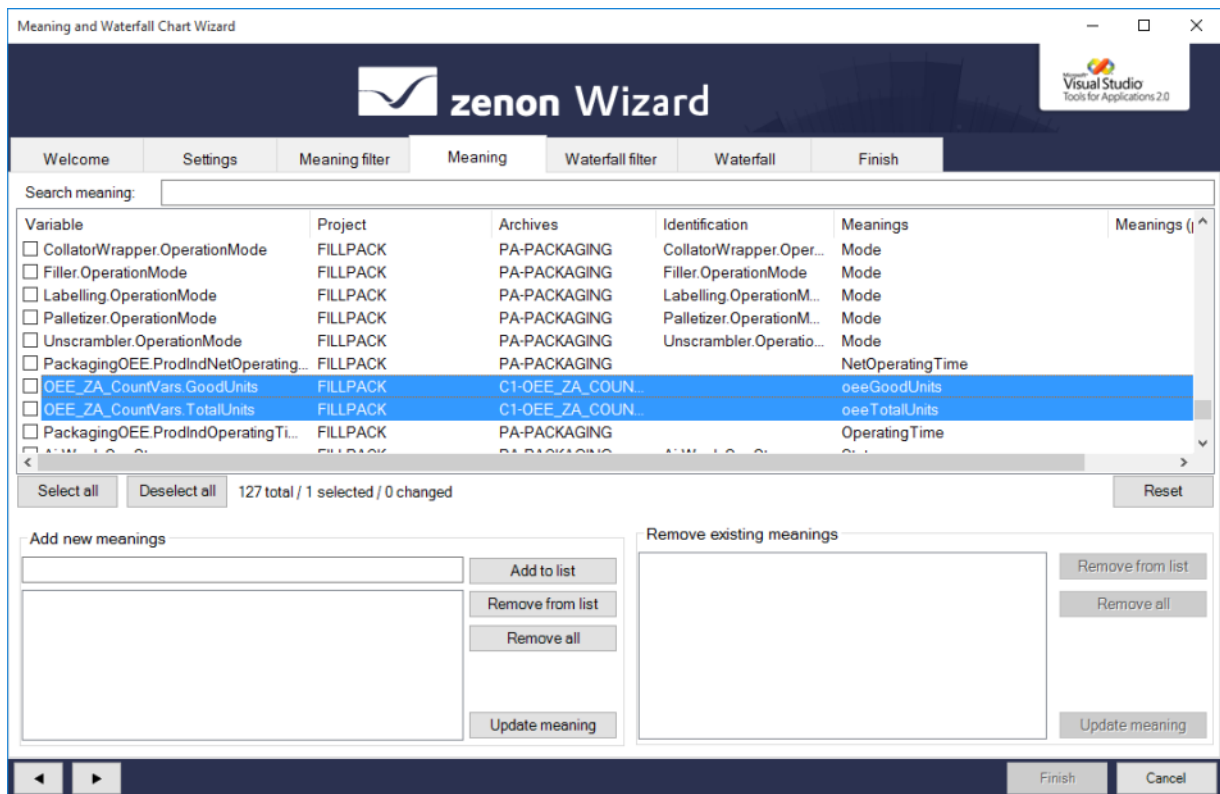 Meaning and Waterfall Chart Wizard
zenon Wizard
Microsoft
Visual Studio
Tools for Applications 2.0
Welcome Settings Meaning filter Meaning Waterfall filter Waterfall Finish
Search meaning:
Variable Project Archives Identification Meanings Meanings (
CollatorWrapper.OperationMode FILLPACK PA-PACKAGING CollatorWrapper.Oper... Mode
Filler.OperationMode FILLPACK PA-PACKAGING Filler.OperationMode Mode
Labelling.OperationMode FILLPACK PA-PACKAGING Labelling.OperationM... Mode
Palletizer.OperationMode FILLPACK PA-PACKAGING Palletizer.OperationM... Mode
Unscrambler.OperationMode FILLPACK PA-PACKAGING Unscrambler.Operatio... Mode
PackagingOEE.ProdIndNetOperating... FILLPACK PA-PACKAGING NetOperatingTime
OEE_ZA_CountVars.GoodUnits FILLPACK C1-OEE_ZA_COUN... oeeGoodUnits
OEE_ZA_CountVars.TotalUnits FILLPACK C1-OEE_ZA_COUN... oeeTotalUnits
PackagingOEE.ProdIndOperatingTi... FILLPACK PA-PACKAGING OperatingTime
FILLPACK PA-PACKAGING
Select all Deselect all 127 total / 1 selected / 0 changed Reset
Add new meanings Remove existing meanings
Add to list Remove from list
Remove from list Remove all
Remove all
Update meaning Update meaning
Finish Cancel